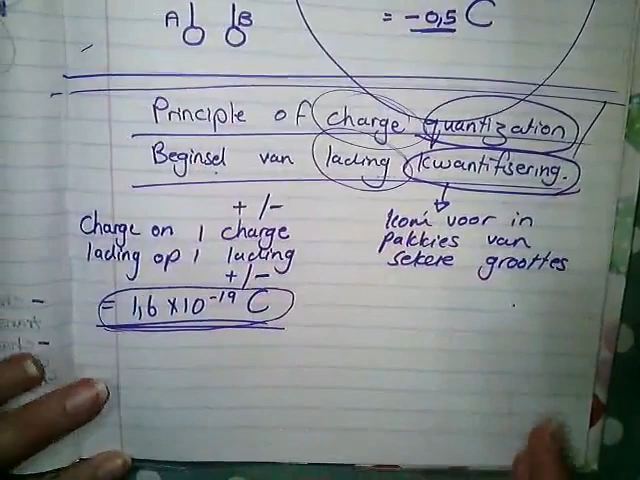 A B
= -0,5 C
Principle of charge quantization
Beginsel van lading kwantifisering.
+/-
Charge on 1 charge
lading op 1 lading
+/-
= 1,6 x 10⁻¹⁹ C
kom voor in
pakkies van
sekere groottes